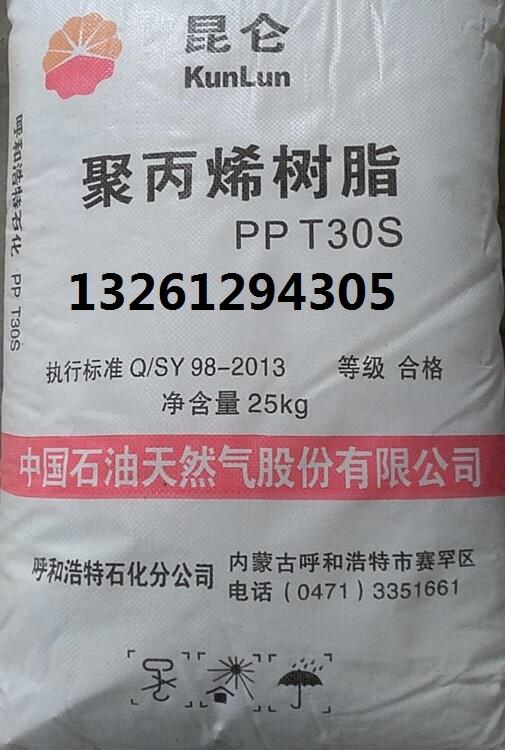 昆仑
KunLun
聚丙烯树脂
PP T30S
呼和浩特石化 PP T30S
13261294305
执行标准 Q/SY 98-2013 等级 合格
净含量 25kg
中国石油天然气股份有限公司
呼和浩特石化分公司
内蒙古呼和浩特市赛罕区
电话(0471)3351661